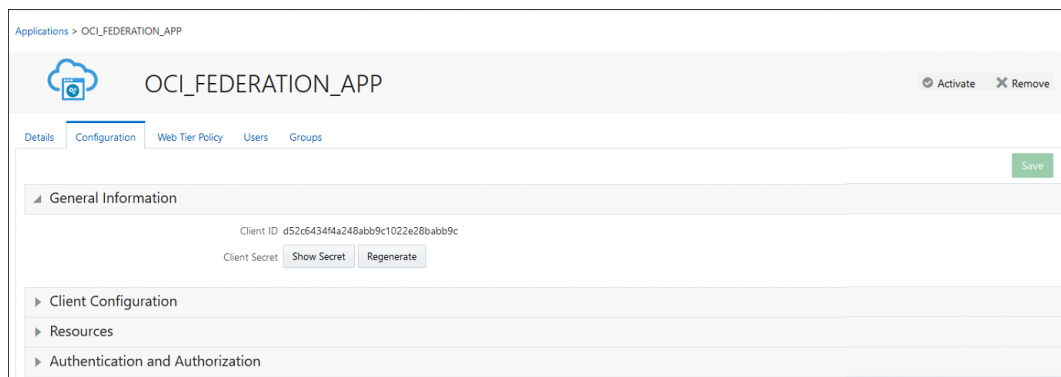 Applications > OCI_FEDERATION_APP
OCI_FEDERATION_APP
Activate Remove
Details Configuration Web Tier Policy Users Groups
Save
General Information
Client ID d52c6434f4a248abb9c1022e28babb9c
Client Secret Show Secret Regenerate
Client Configuration
Resources
Authentication and Authorization